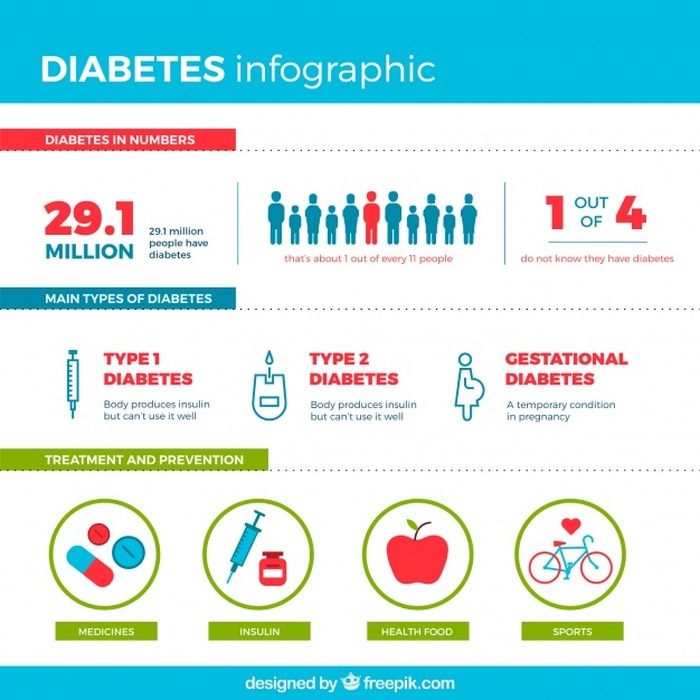 DIABETES infographic
DIABETES IN NUMBERS
29.1
MILLION
29.1 million
people have
diabetes
that's about 1 out of every 11 people
1 OUT OF 4
do not know they have diabetes
MAIN TYPES OF DIABETES
TYPE 1
DIABETES
Body produces insulin
but can't use it well
TYPE 2
DIABETES
Body produces insulin
but can't use it well
GESTATIONAL
DIABETES
A temporary condition
in pregnancy
TREATMENT AND PREVENTION
MEDICINES
INSULIN
HEALTH FOOD
SPORTS
designed by freepik.com